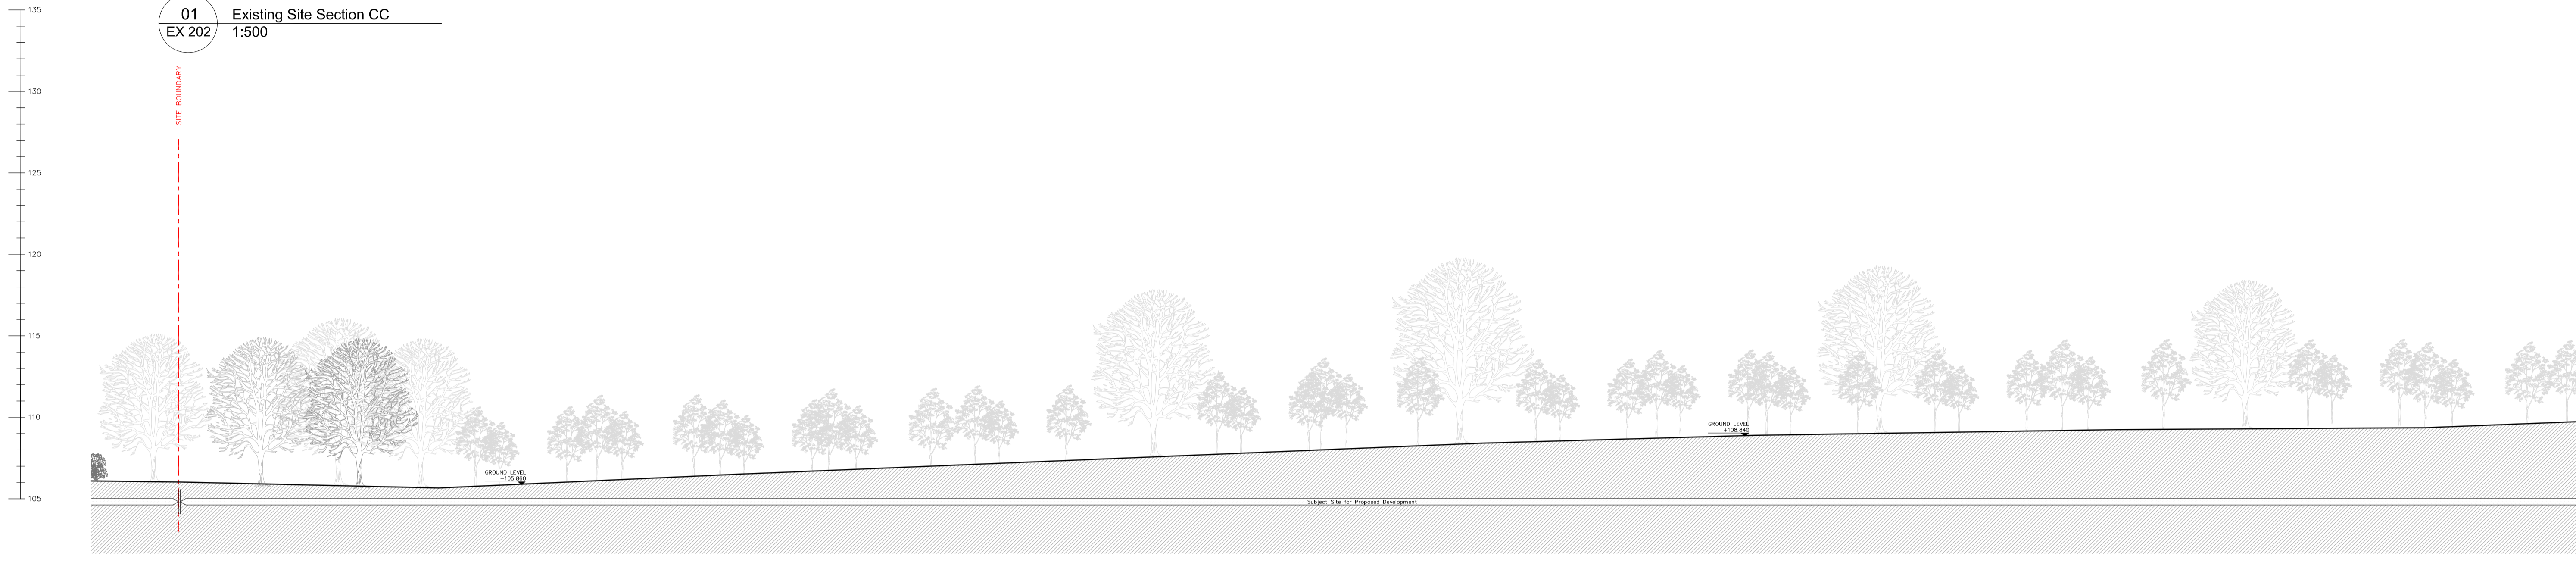 135
01
Existing Site Section CC
EX 202
1:500
SITE BOUNDARY
130
125
120
115
110
105
GROUND LEVEL
+105.860
GROUND LEVEL
+108.840
Subject Site for Proposed Development